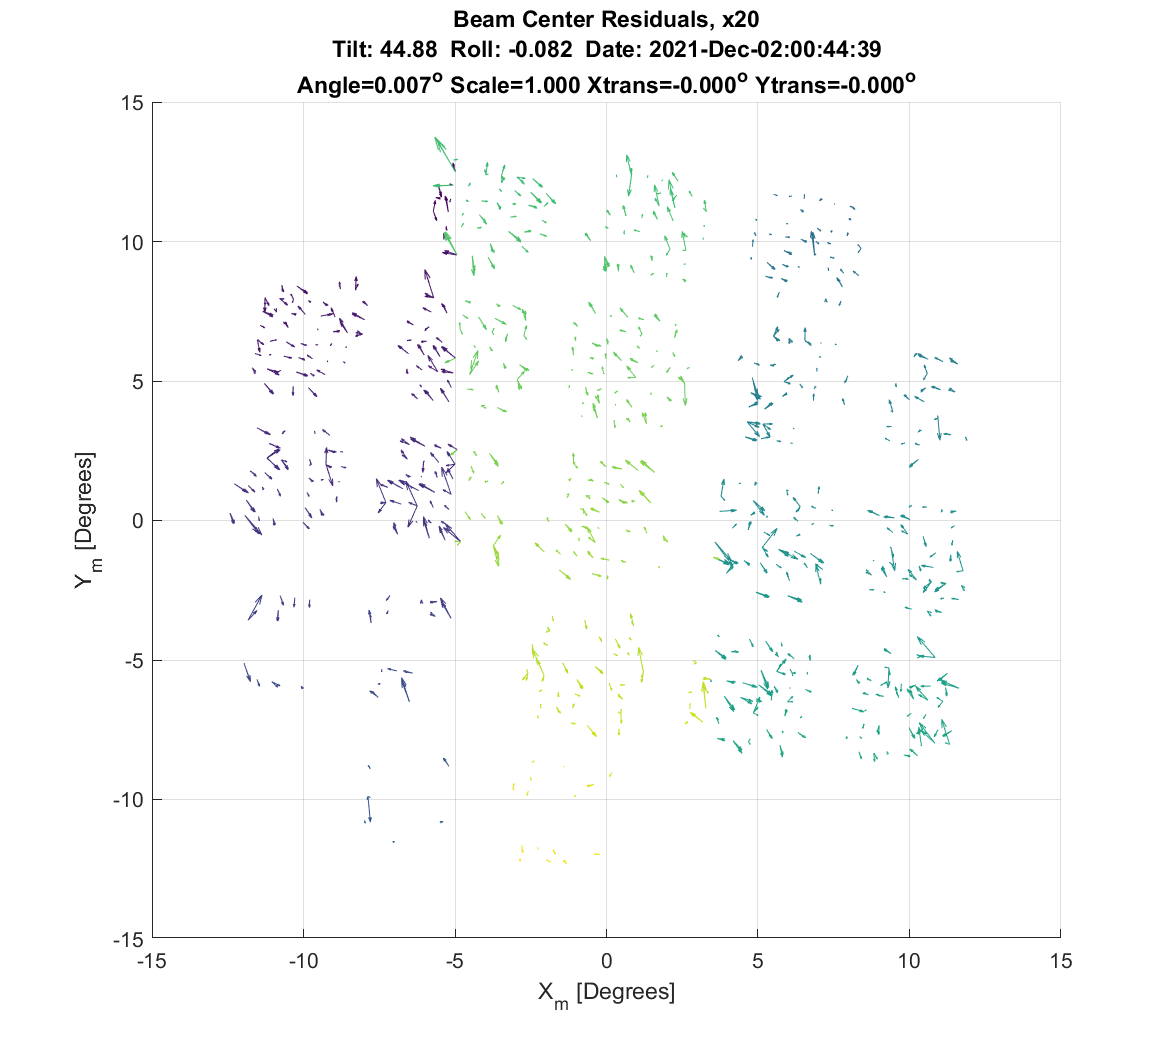 Beam Center Residuals, x20
Tilt: 44.88 Roll: -0.082 Date: 2021-Dec-02:00:44:39
Angle=0.007° Scale=1.000 Xtrans=-0.000° Ytrans=-0.000°
15
10
5
0
-5
-10
-15
Y_m [Degrees]
-15 -10 -5 0 5 10 15
X_m [Degrees]